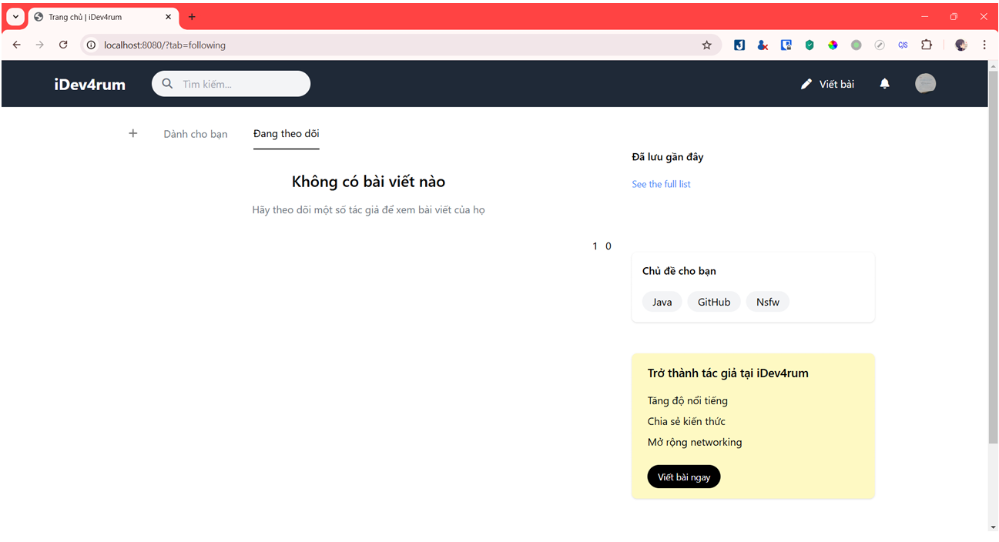 Trang chủ | iDev4rum
localhost:8080/?tab=following
C/S
iDev4rum
Tìm kiếm...
Viết bài
Dành cho bạn
Đang theo dõi
Không có bài viết nào
Hãy theo dõi một số tác giả để xem bài viết của họ
1 0
Đã lưu gần đây
See the full list
Chủ đề cho bạn
Java GitHub Nsfw
Trở thành tác giả tại iDev4rum
Tăng độ nổi tiếng
Chia sẻ kiến thức
Mở rộng networking
Viết bài ngay